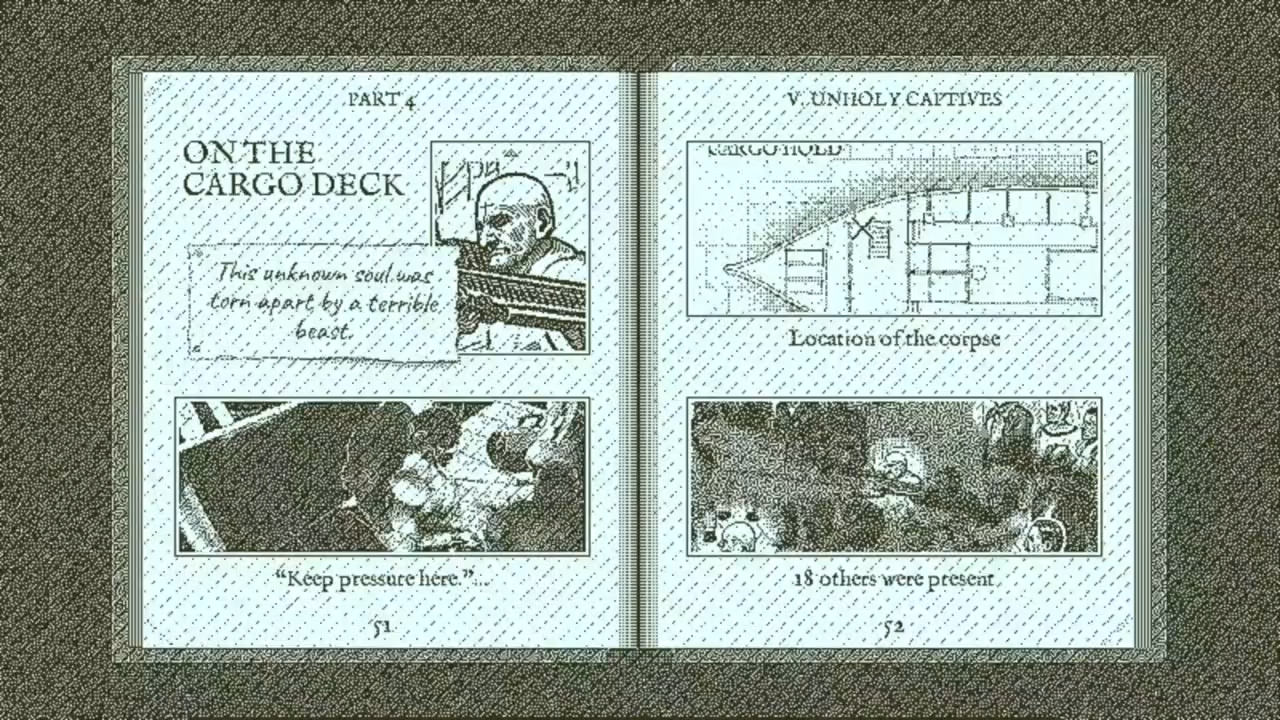 PART 4
ON THE
CARGO DECK
This unknown soul was
torn apart by a terrible
beast.
"Keep pressure here."...
51
V. UNHOLY CAPTIVES
CARGO HOLD
C
Location of the corpse
18 others were present
52